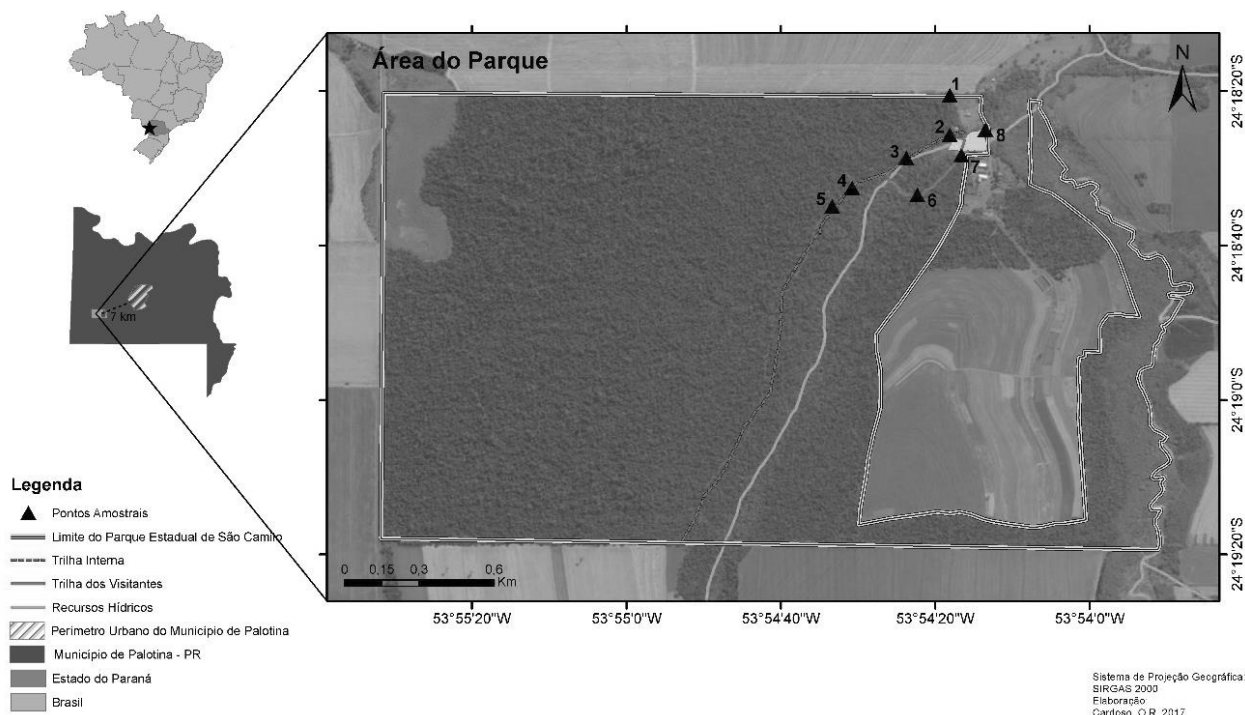 Área do Parque
N
1
2
3
4
5
6
7
8
7 km
24°18'20"S
24°18'40"S
24°19'0"S
24°19'20"S
0 0,15 0,3 0,6
Km
53°55'20"W 53°55'0"W 53°54'40"W 53°54'20"W 53°54'0"W
Legenda
Pontos Amostrais
Limite do Parque Estadual de São Camilo
Trilha Interna
Trilha dos Visitantes
Recursos Hídricos
Perimetro Urbano do Municipio de Palotina
Município de Palotina - PR
Estado do Paraná
Brasil
Sistema de Projeção Geográfica:
SIRGAS 2000
Elaboração:
Cardoso, O.R. 2017